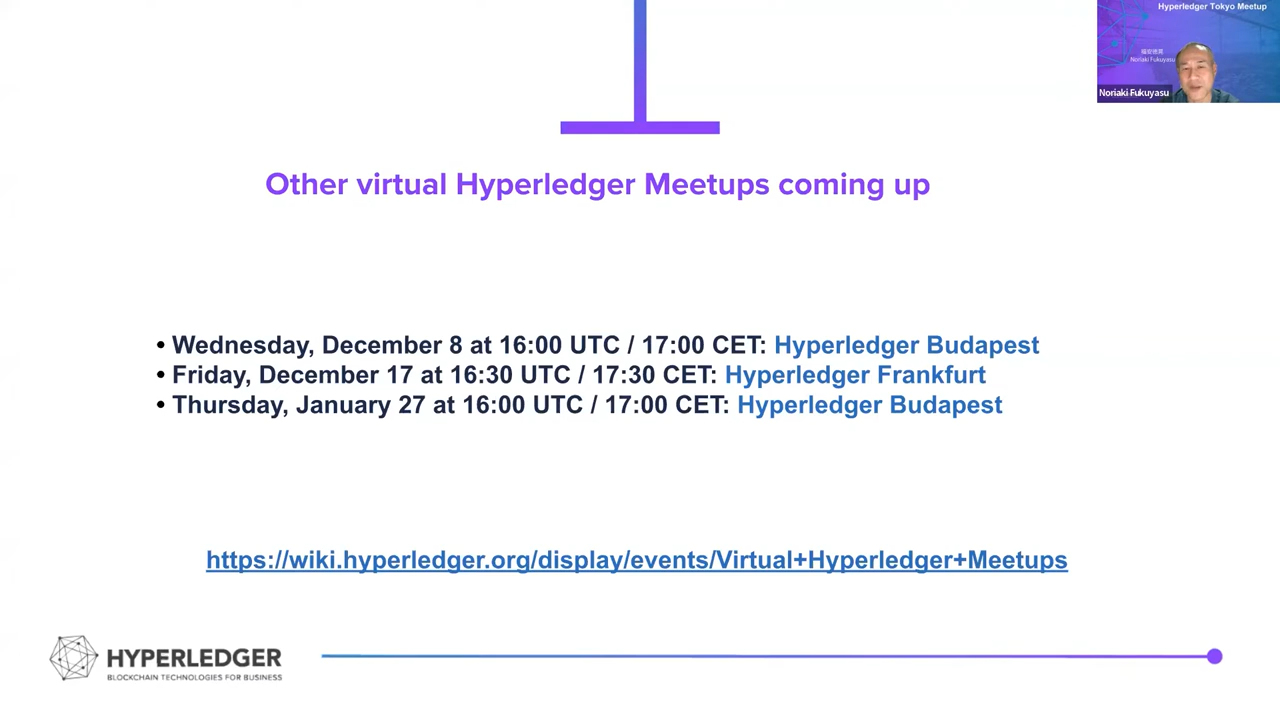 Hyperledger Tokyo Meetup
Noriaki Fukuyasu
Noriaki Fukuyasu
Other virtual Hyperledger Meetups coming up
• Wednesday, December 8 at 16:00 UTC / 17:00 CET: Hyperledger Budapest
• Friday, December 17 at 16:30 UTC / 17:30 CET: Hyperledger Frankfurt
• Thursday, January 27 at 16:00 UTC / 17:00 CET: Hyperledger Budapest
https://wiki.hyperledger.org/display/events/Virtual+Hyperledger+Meetups
HYPERLEDGER
BLOCKCHAIN TECHNOLOGIES FOR BUSINESS